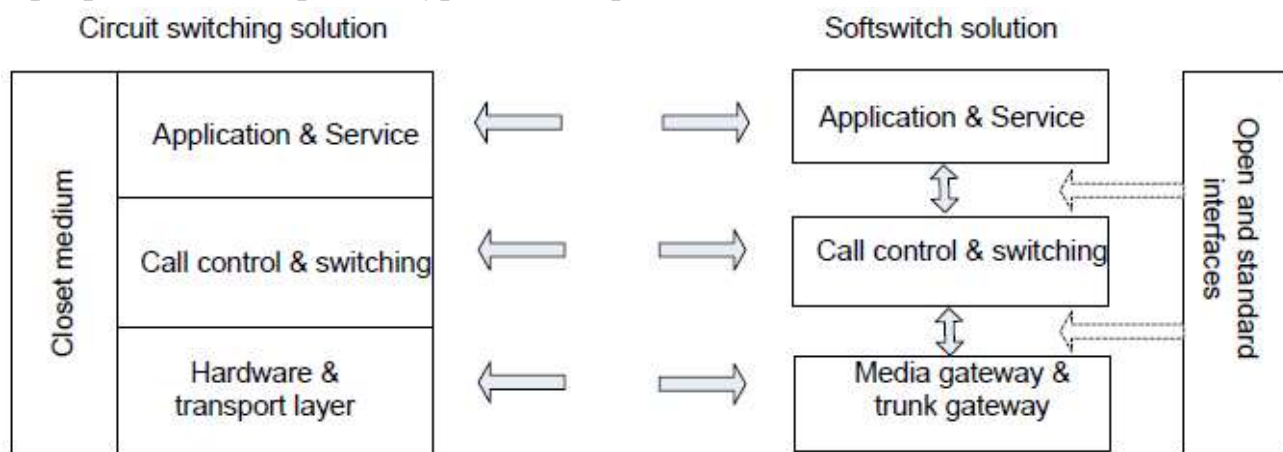 Circuit switching solution
Softswitch solution
Closet medium
Application & Service
Call control & switching
Hardware &
transport layer
Application & Service
Call control & switching
Media gateway &
trunk gateway
Open and standard
interfaces